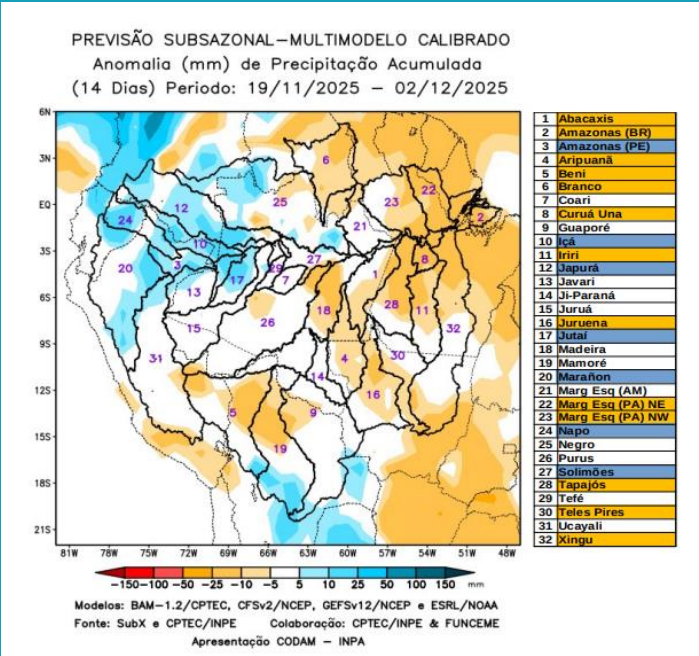 PREVISÃO SUBSAZONAL−MULTIMODELO CALIBRADO
Anomalia (mm) de Precipitação Acumulada
(14 Dias) Periodo: 19/11/2025 − 02/12/2025
6N
3N
EQ
3S
6S
9S
12S
15S
18S
21S
81W 78W 75W 72W 69W 66W 63W 60W 57W 54W 51W 48W
6
12
25
23
22
24
21
2
10
20
3
17
29
7
27
1
8
13
18
28
11
15
26
32
31
4
30
14
16
5
9
19
1 Abacaxis
2 Amazonas (BR)
3 Amazonas (PE)
4 Aripuanã
5 Beni
6 Branco
7 Coari
8 Curuá Una
9 Guaporé
10 Içá
11 Iriri
12 Japurá
13 Javari
14 Ji-Paraná
15 Juruá
16 Juruena
17 Jutaí
18 Madeira
19 Mamoré
20 Marañon
21 Marg Esq (AM)
22 Marg Esq (PA) NE
23 Marg Esq (PA) NW
24 Napo
25 Negro
26 Purus
27 Solimões
28 Tapajós
29 Tefé
30 Teles Pires
31 Ucayali
32 Xingu
−150−100 −50 −25 −10 −5 5 10 25 50 100 150 mm
Modelos: BAM−1.2/CPTEC, CFSv2/NCEP, GEFSv12/NCEP e ESRL/NOAA
Fonte: SubX e CPTEC/INPE Colaboração: CPTEC/INPE & FUNCEME
Apresentação CODAM − INPA